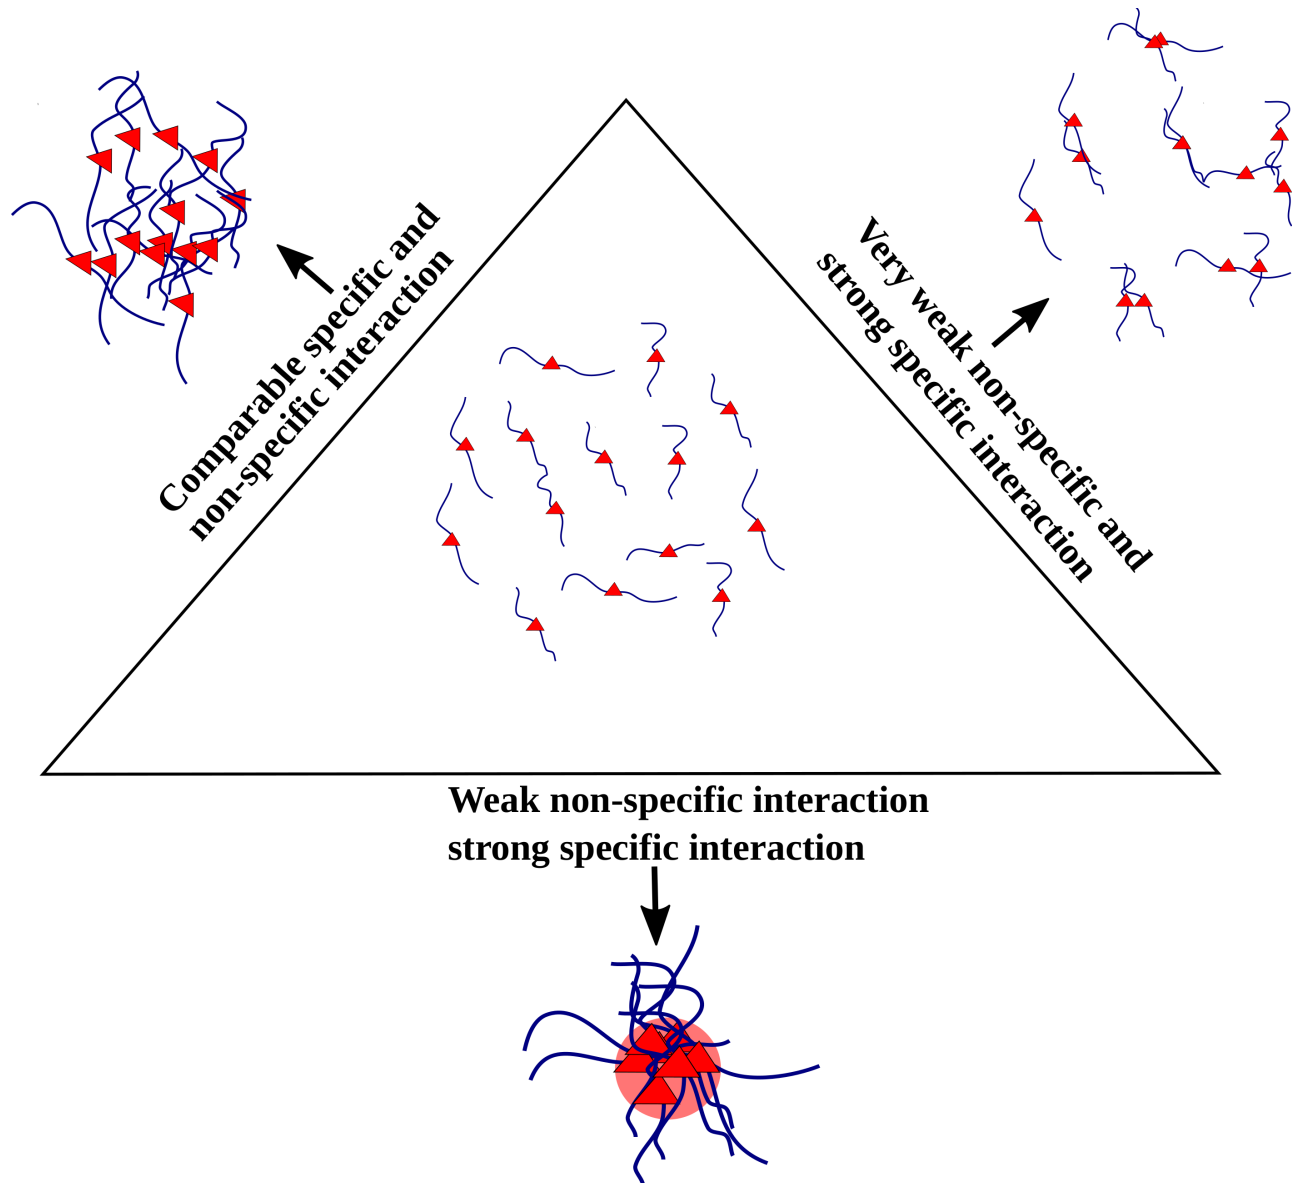 Comparable specific and
non-specific interaction
Very weak non-specific and
strong specific interaction
Weak non-specific interaction
strong specific interaction